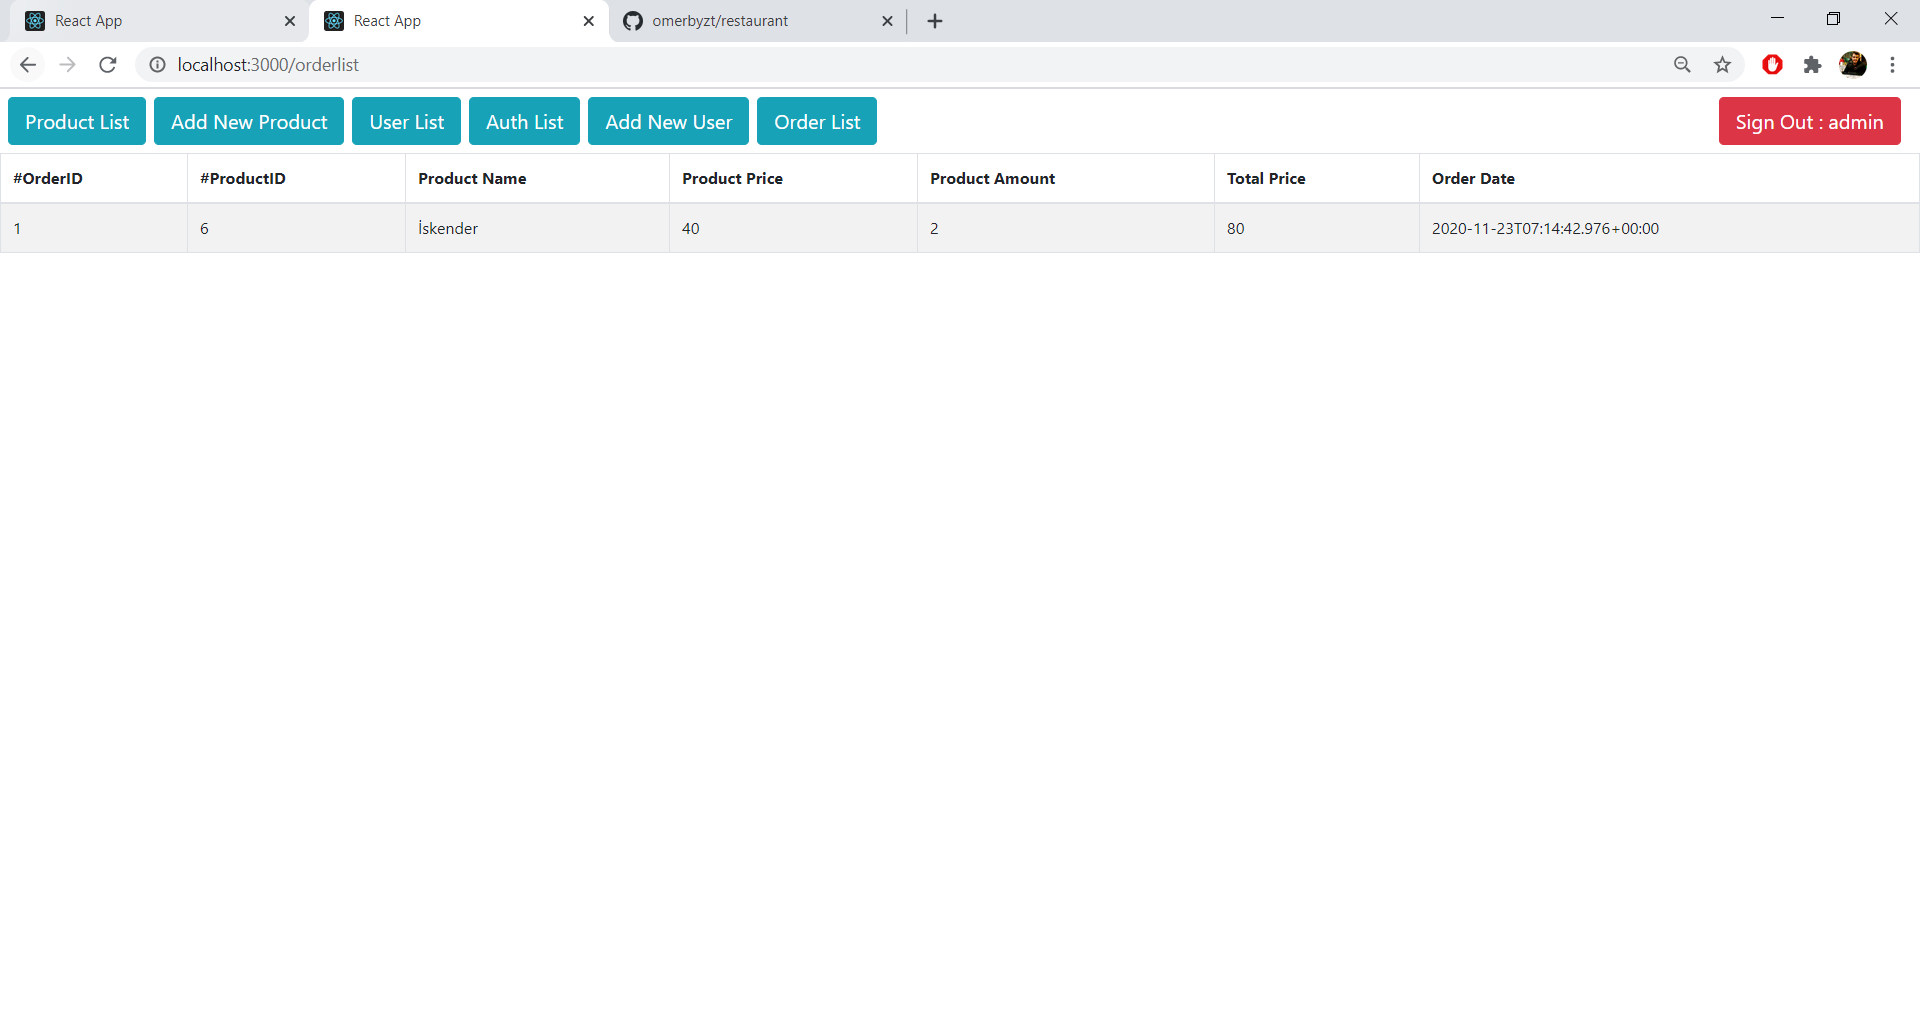 React App
React App
omerbyzt/restaurant
localhost:3000/orderlist
Product List
Add New Product
User List
Auth List
Add New User
Order List
Sign Out : admin
#OrderID #ProductID Product Name Product Price Product Amount Total Price Order Date
1 6 İskender 40 2 80 2020-11-23T07:14:42.976+00:00